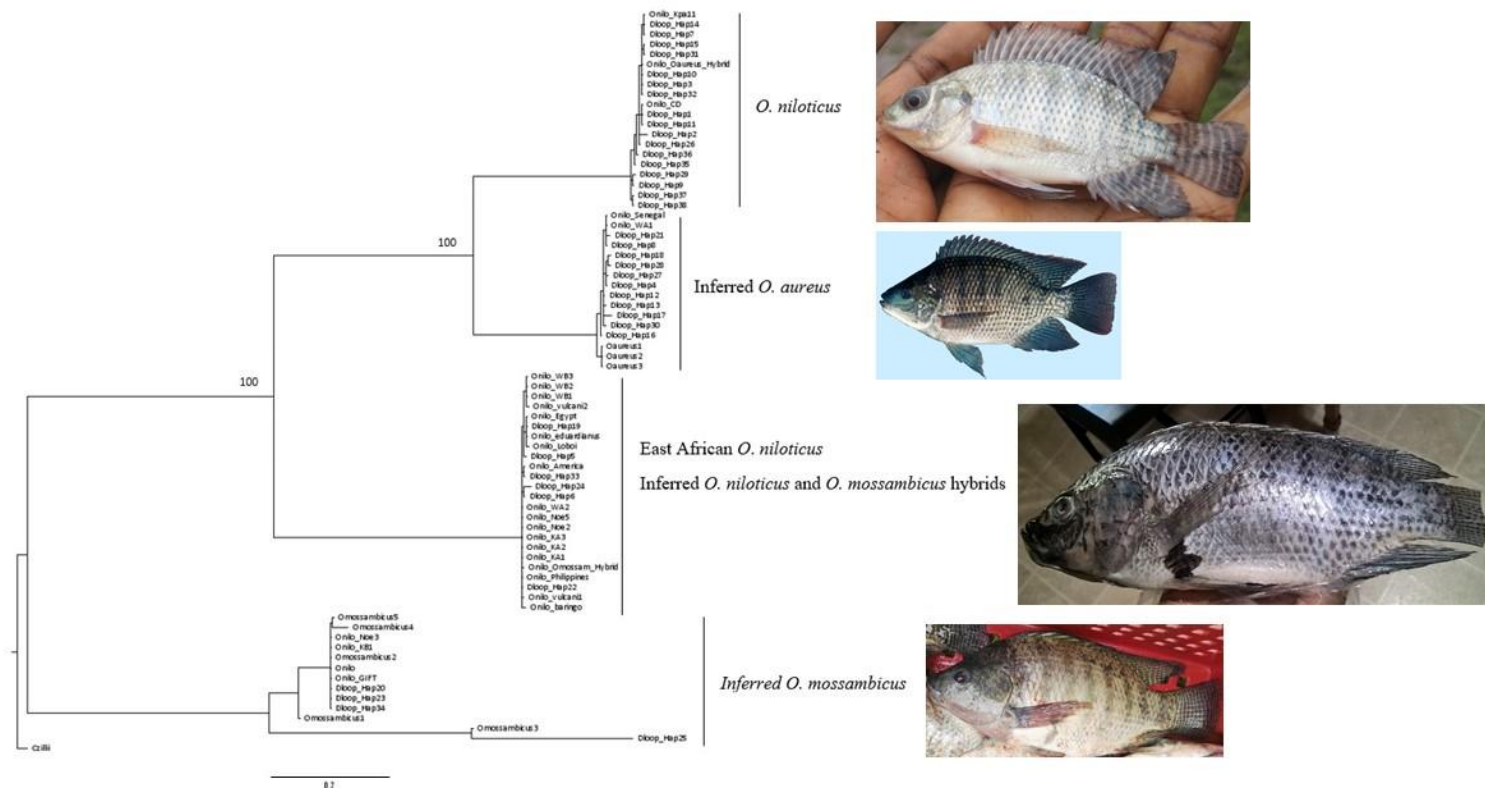 Onilo_Kpa11
Dloop_Hap14
Dloop_Hap7
Dloop_Hap15
Dloop_Hap31
Onilo_Oaureus_Hybrid
Dloop_Hap10
Dloop_Hap3
Dloop_Hap32
Onilo_CD
Dloop_Hap1
Dloop_Hap11
Dloop_Hap2
Dloop_Hap26
Dloop_Hap36
Dloop_Hap35
Dloop_Hap29
Dloop_Hap9
Dloop_Hap37
Dloop_Hap38
O. niloticus
100
Onilo_Senegal
Onilo_WA1
Dloop_Hap21
Dloop_Hap8
Dloop_Hap18
Dloop_Hap28
Dloop_Hap27
Dloop_Hap4
Dloop_Hap12
Dloop_Hap13
Dloop_Hap17
Dloop_Hap30
Dloop_Hap16
Oaureus1
Oaureus2
Oaureus3
Inferred O. aureus
100
Onilo_WB3
Onilo_WB2
Onilo_WB1
Onilo_vulcani2
Onilo_Egypt
Dloop_Hap19
Onilo_eduardianus
Onilo_Loboi
Dloop_Hap5
Onilo_America
Dloop_Hap33
Dloop_Hap24
Dloop_Hap6
Onilo_WA2
Onilo_Noe5
Onilo_Noe2
Onilo_KA3
Onilo_KA2
Onilo_KA1
Onilo_Omossam_Hybrid
Onilo_Philippines
Dloop_Hap22
Onilo_vulcani1
Onilo_baringo
East African O. niloticus
Inferred O. niloticus and O. mossambicus hybrids
Omossambicus5
Omossambicus4
Onilo_Noe3
Onilo_KB1
Omossambicus2
Onilo
Onilo_GIFT
Dloop_Hap20
Dloop_Hap23
Dloop_Hap34
Omossambicus1
Omossambicus3
Dloop_Hap25
Inferred O. mossambicus
Czillii
0.2